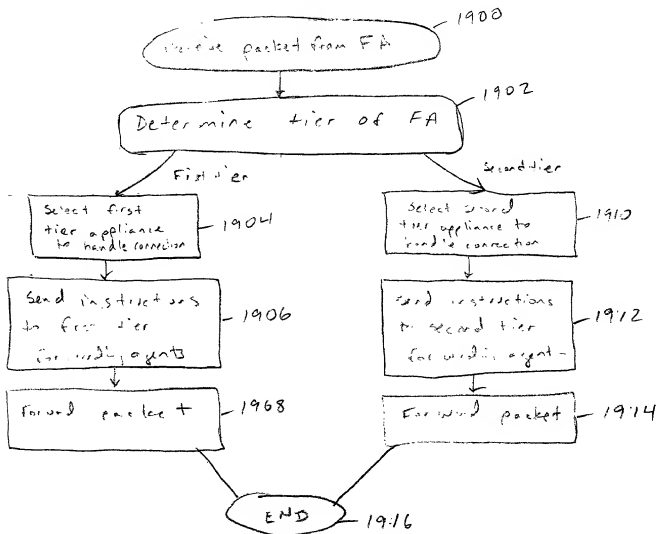 1900
receive packet from FA
1902
Determine tier of FA
First tier
Second tier
Select first
tier appliance
to handle connection
1904
Select second
tier appliance to
handle connection
1910
Send instructions
to first tier
forwarding agents
1906
Send instructions
to second tier
forwarding agent
1912
Forward packet
1968
Forward packet
1914
END
1916